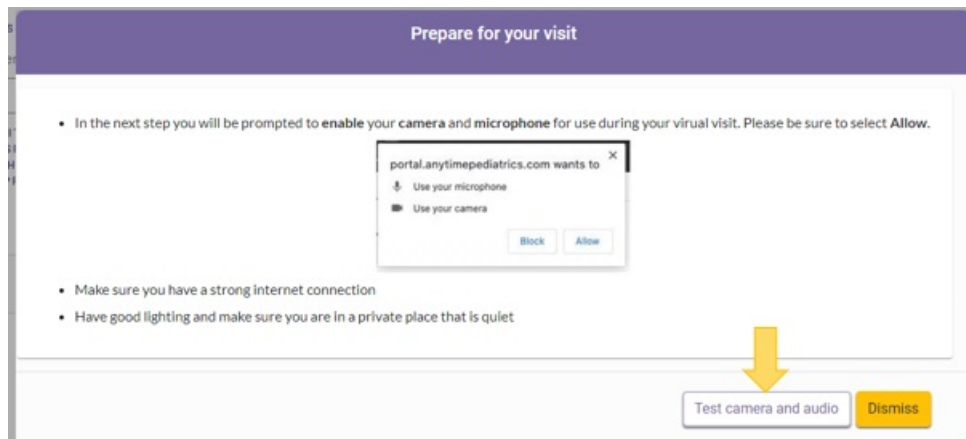 Prepare for your visit
In the next step you will be prompted to enable your camera and microphone for use during your virual visit. Please be sure to select Allow.
portal.anytimepediatrics.com wants to
Use your microphone
Use your camera
Block Allow
Make sure you have a strong internet connection
Have good lighting and make sure you are in a private place that is quiet
Test camera and audio Dismiss